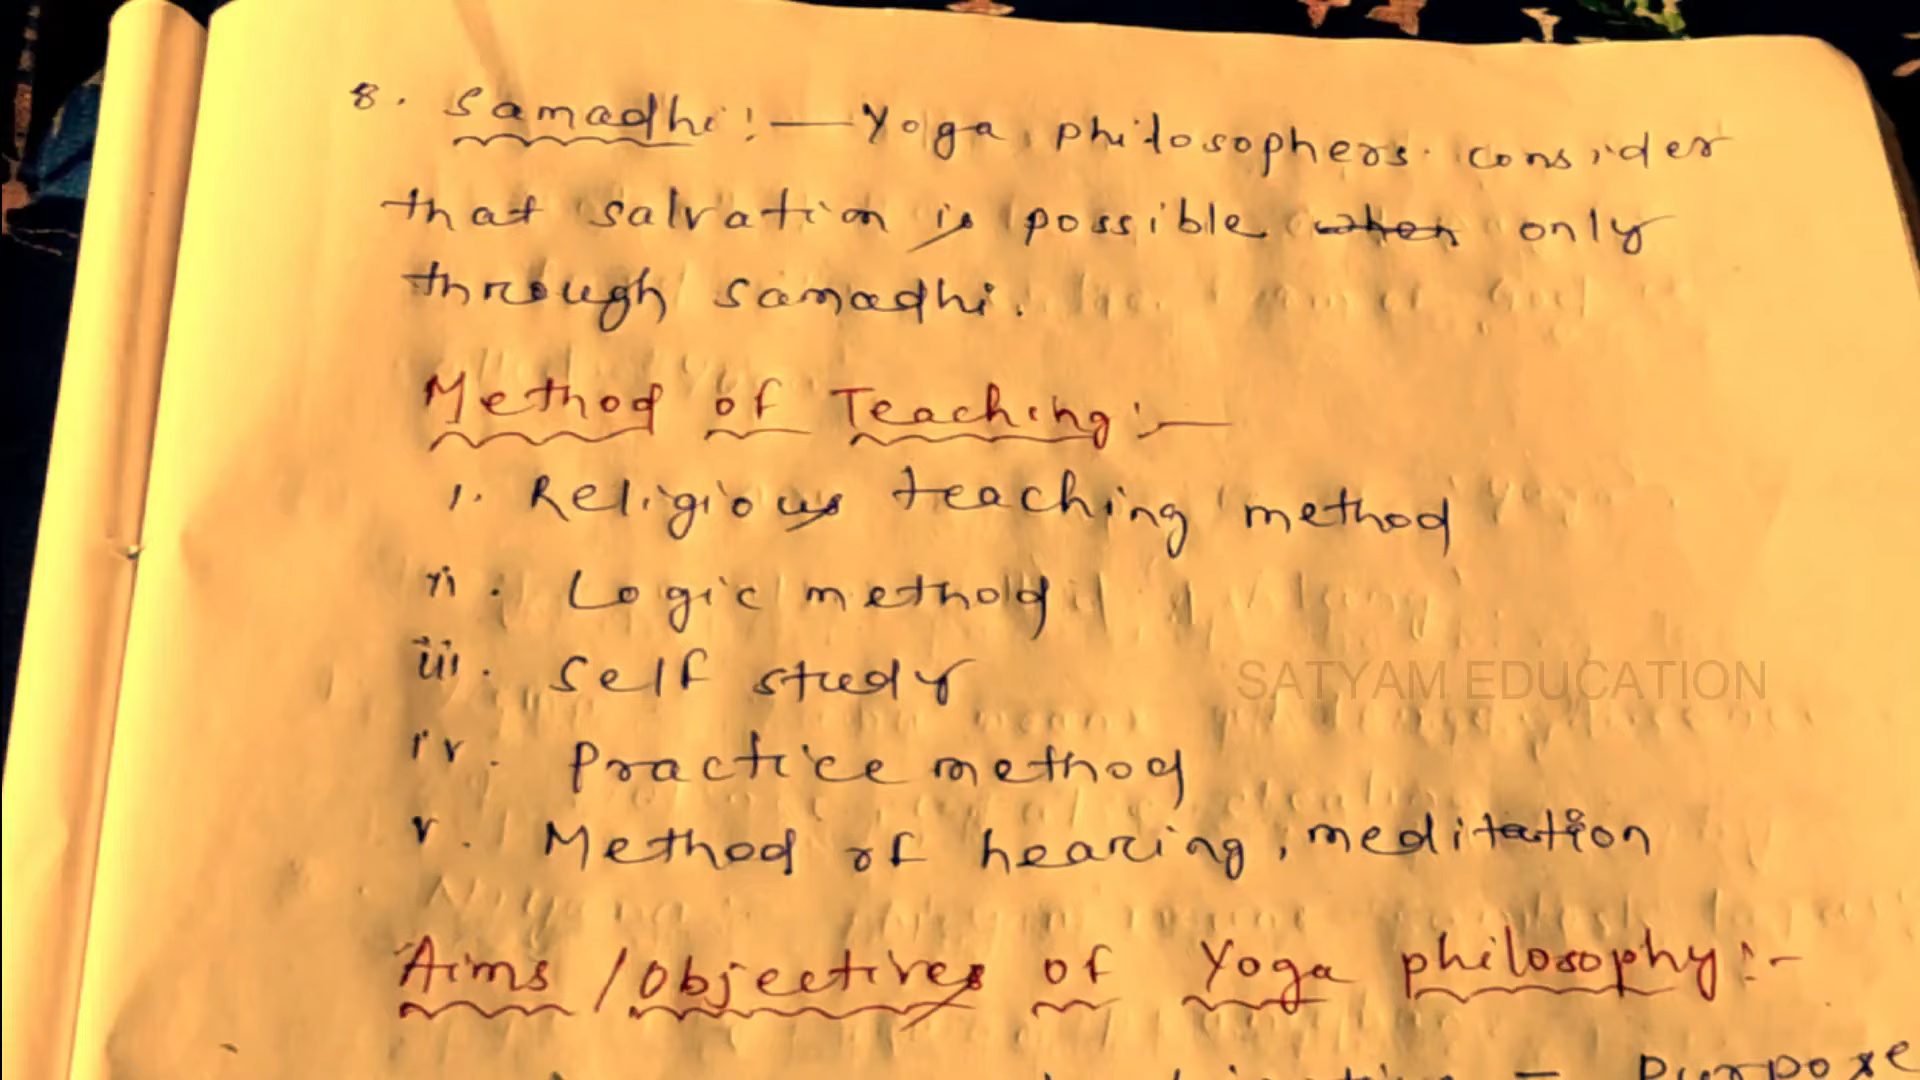 8. Samadhi:— Yoga philosophers consider
that salvation is possible when only
through samadhi.
Method of Teaching:—
i. Religious teaching method
ii. Logic method
iii. Self study
iv. Practice method
v. Method of hearing, meditation
SATYAM EDUCATION
Aims / Objectives of Yoga philosophy:-
— Purpose